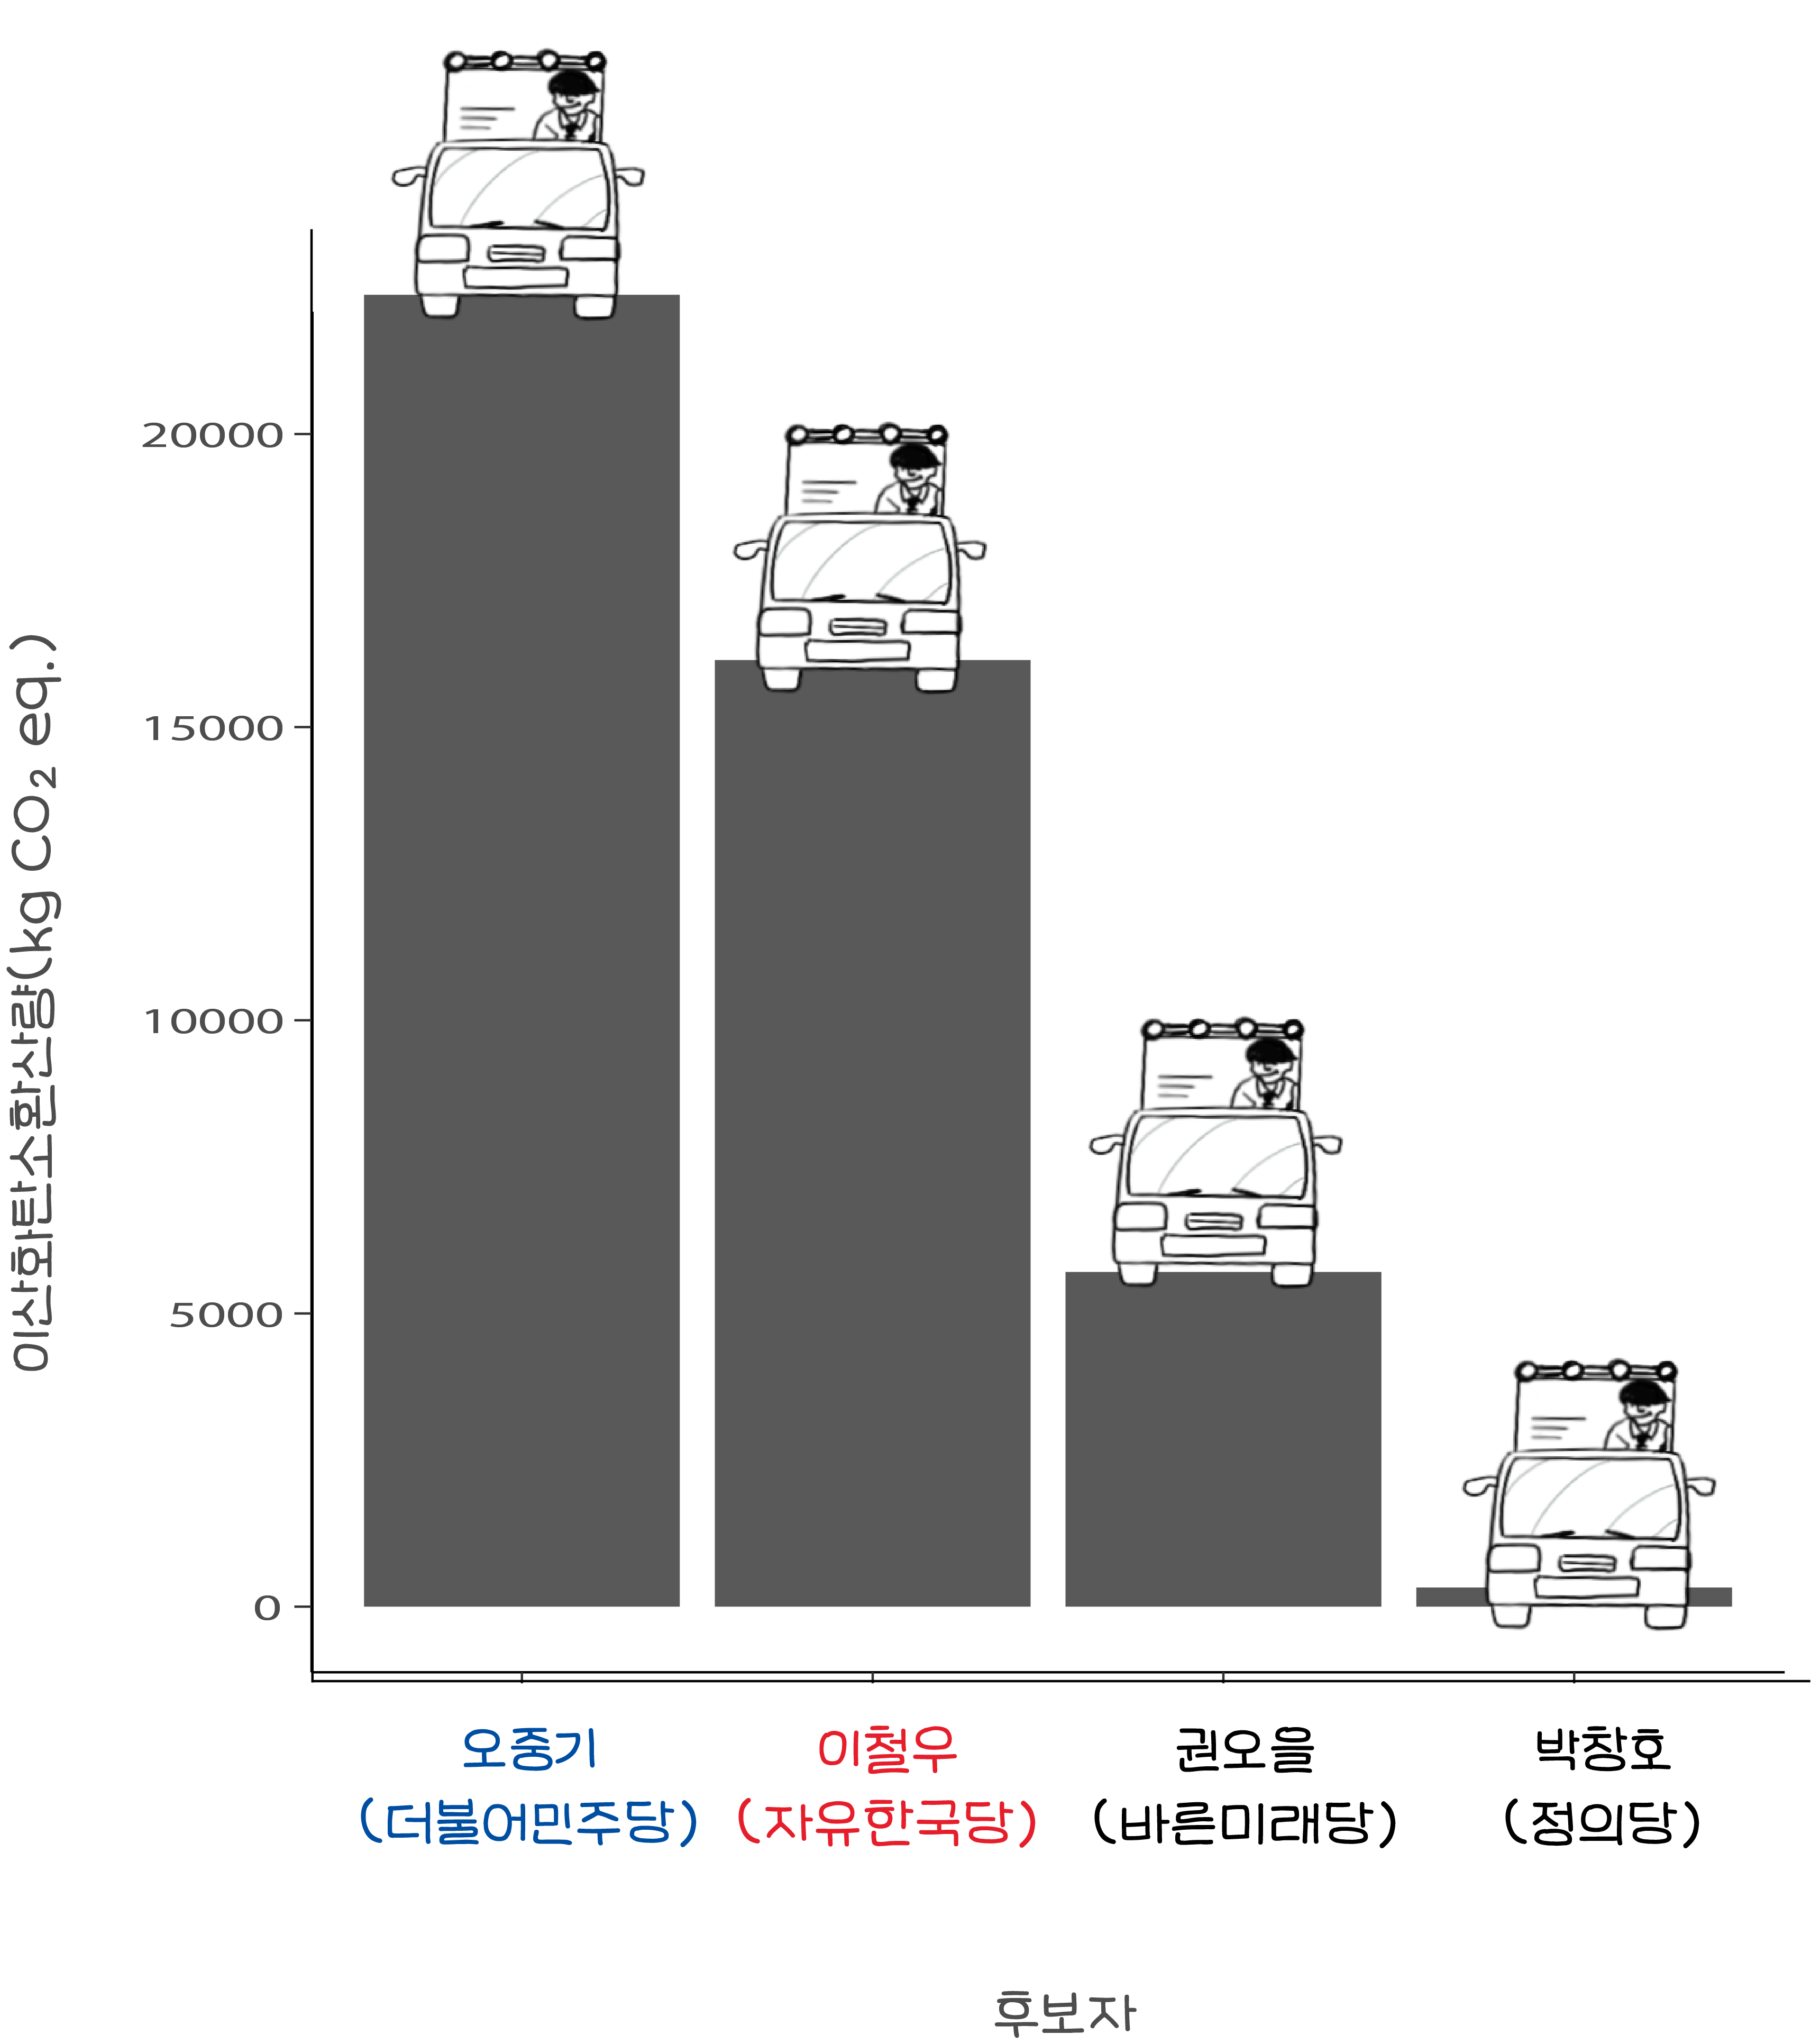 이산화탄소환산량(kg CO₂ eq.)
20000
15000
10000
5000
0
오중기
(더불어민주당)
이철우
(자유한국당)
권오을
(바른미래당)
박창호
(정의당)
후보자